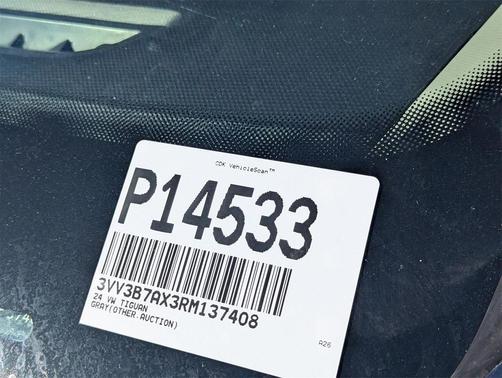 CDK VehicleScan™
P14533
3VV3B7AX3RM137408
24 VW TIGUAN
GRAY(OTHER.AUCTION)
A26